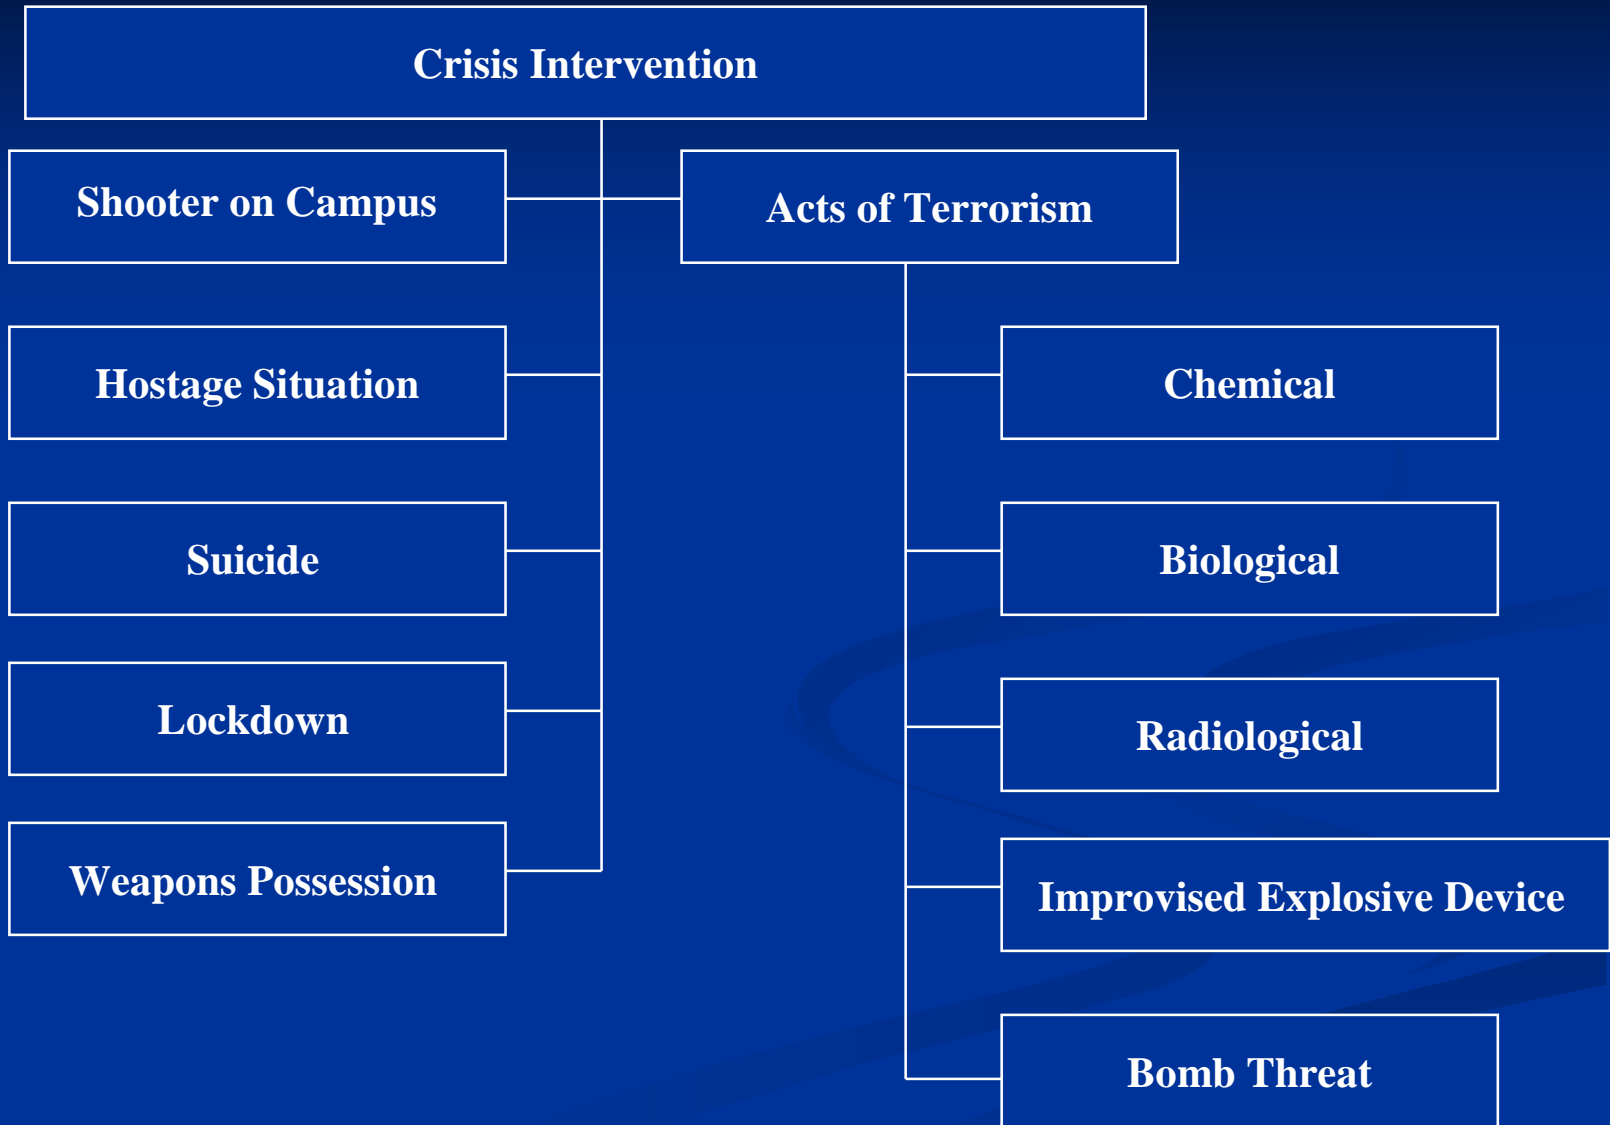 Crisis Intervention
Shooter on Campus
Acts of Terrorism
Hostage Situation
Chemical
Suicide
Biological
Lockdown
Radiological
Weapons Possession
Improvised Explosive Device
Bomb Threat